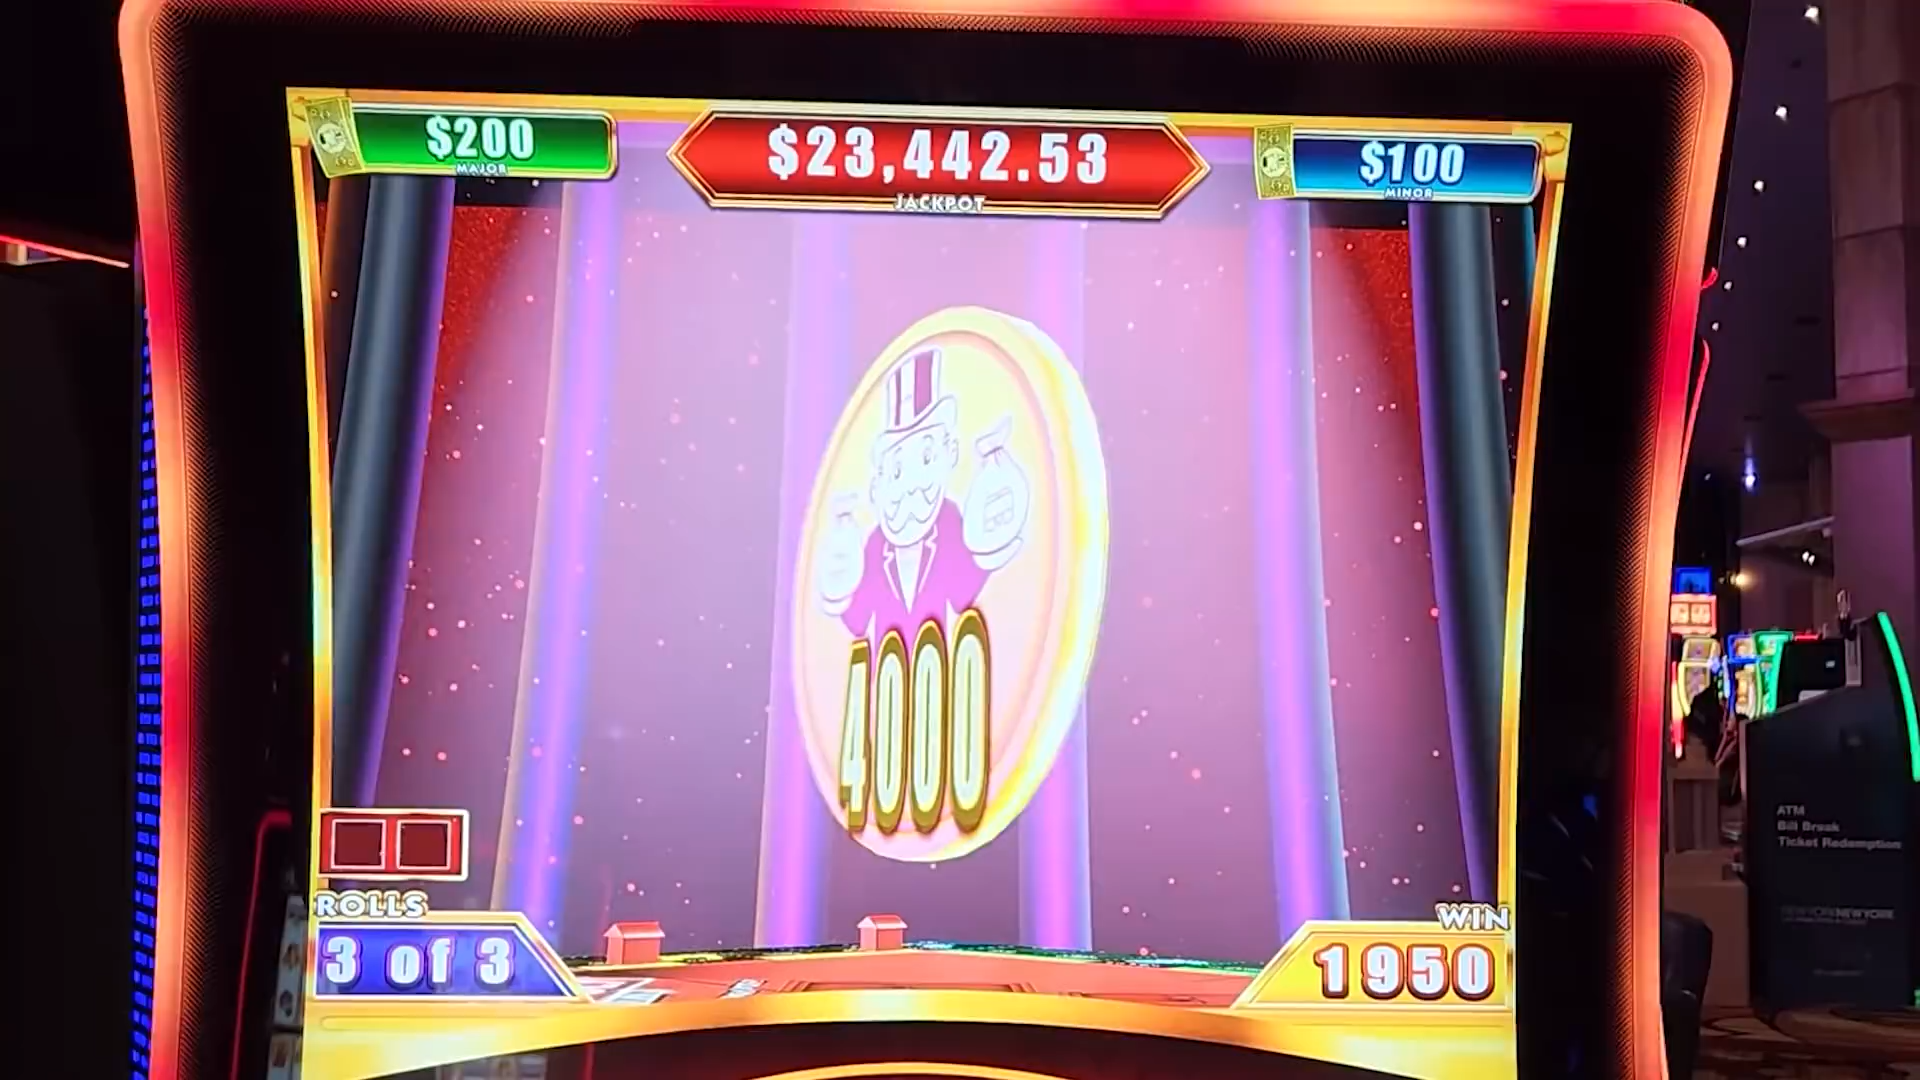 $200
MAJOR
$23,442.53
JACKPOT
$100
MINOR
4000
ROLLS
3 of 3
WIN
1950
ATM
Bill Break
Ticket Redemption
NEWYORKNEWYORK